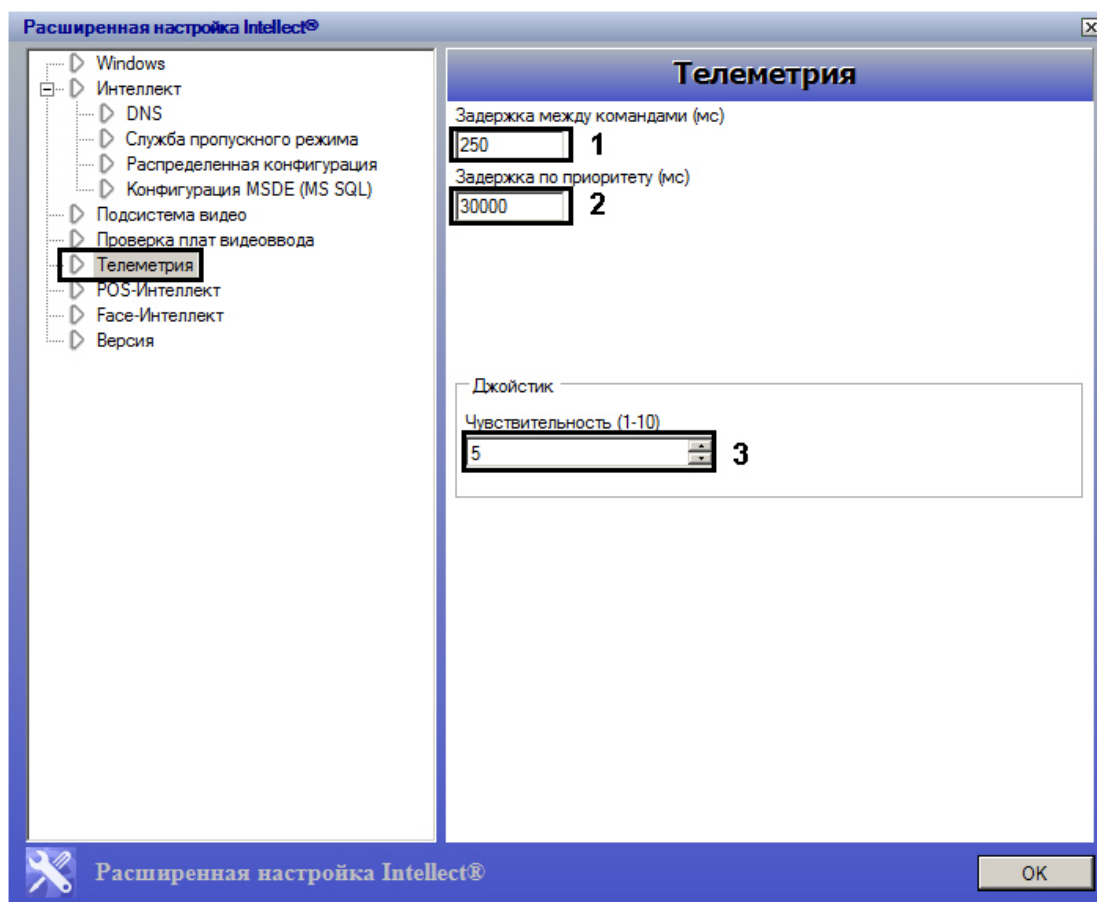 Расширенная настройка Intellect®
Windows
Интеллект
DNS
Служба пропускного режима
Распределенная конфигурация
Конфигурация MSDE (MS SQL)
Подсистема видео
Проверка плат видеоввода
Телеметрия
POS-Интеллект
Face-Интеллект
Версия
Телеметрия
Задержка между командами (мс)
250 1
Задержка по приоритету (мс)
30000 2
Джойстик
Чувствительность (1-10)
5 3
Расширенная настройка Intellect®
OK